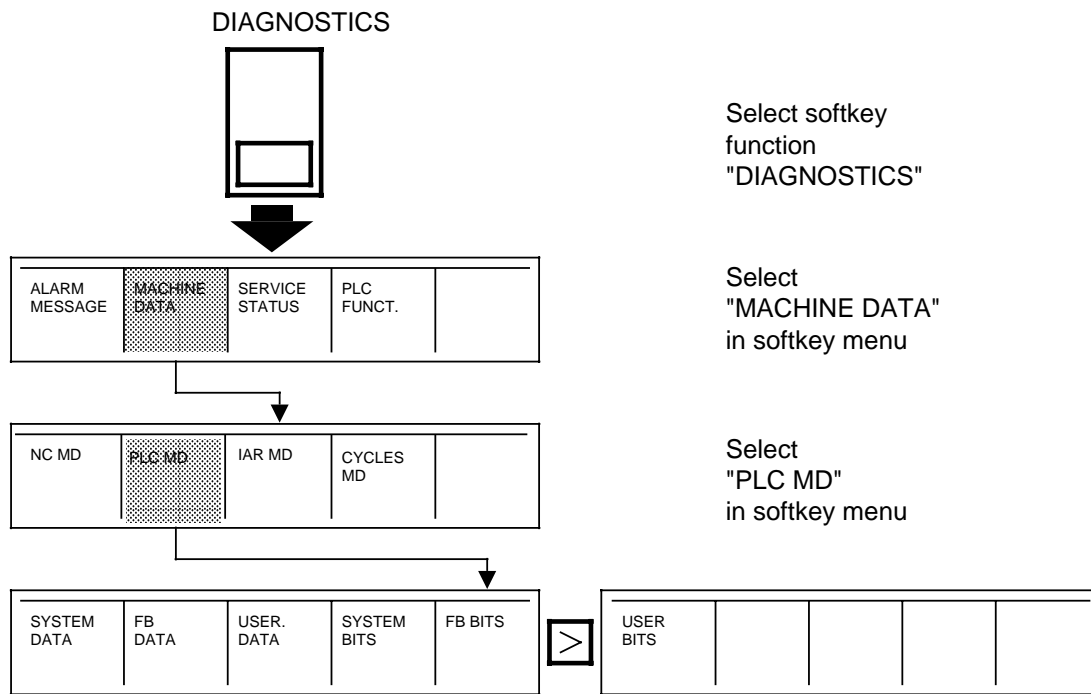 DIAGNOSTICS
Select softkey
function
"DIAGNOSTICS"
ALARM
MESSAGE
MACHINE
DATA
SERVICE
STATUS
PLC
FUNCT.
Select
"MACHINE DATA"
in softkey menu
NC MD
PLC MD
IAR MD
CYCLES
MD
Select
"PLC MD"
in softkey menu
SYSTEM
DATA
FB
DATA
USER.
DATA
SYSTEM
BITS
FB BITS
>
USER
BITS